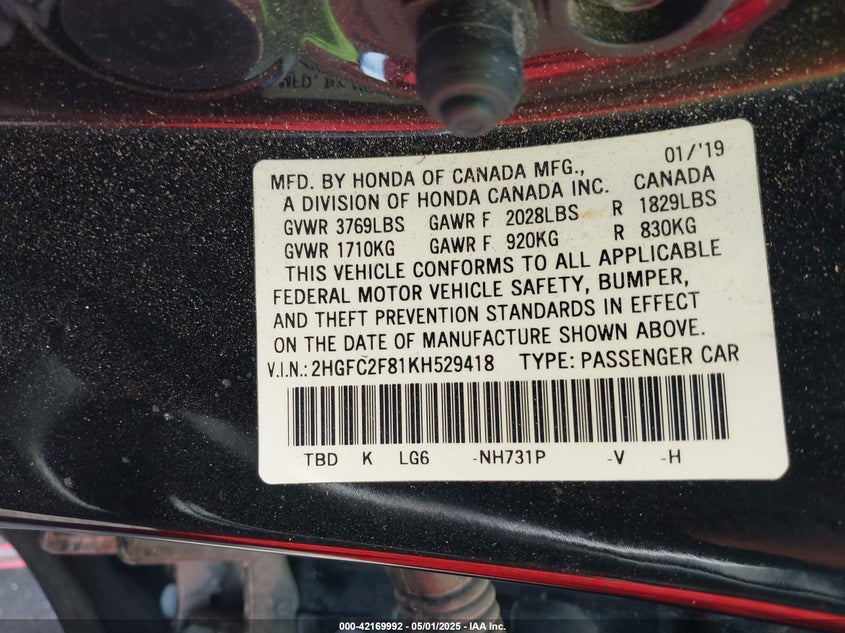 MFD. BY HONDA OF CANADA MFG., 01/'19
A DIVISION OF HONDA CANADA INC. CANADA
GVWR 3769LBS GAWR F 2028LBS R 1829LBS
GVWR 1710KG GAWR F 920KG R 830KG
THIS VEHICLE CONFORMS TO ALL APPLICABLE
FEDERAL MOTOR VEHICLE SAFETY, BUMPER,
AND THEFT PREVENTION STANDARDS IN EFFECT
ON THE DATE OF MANUFACTURE SHOWN ABOVE.
V.I.N.: 2HGFC2F81KH529418 TYPE: PASSENGER CAR
TBD K LG6 -NH731P -V -H
000-42169992 - 05/01/2025 - IAA Inc.